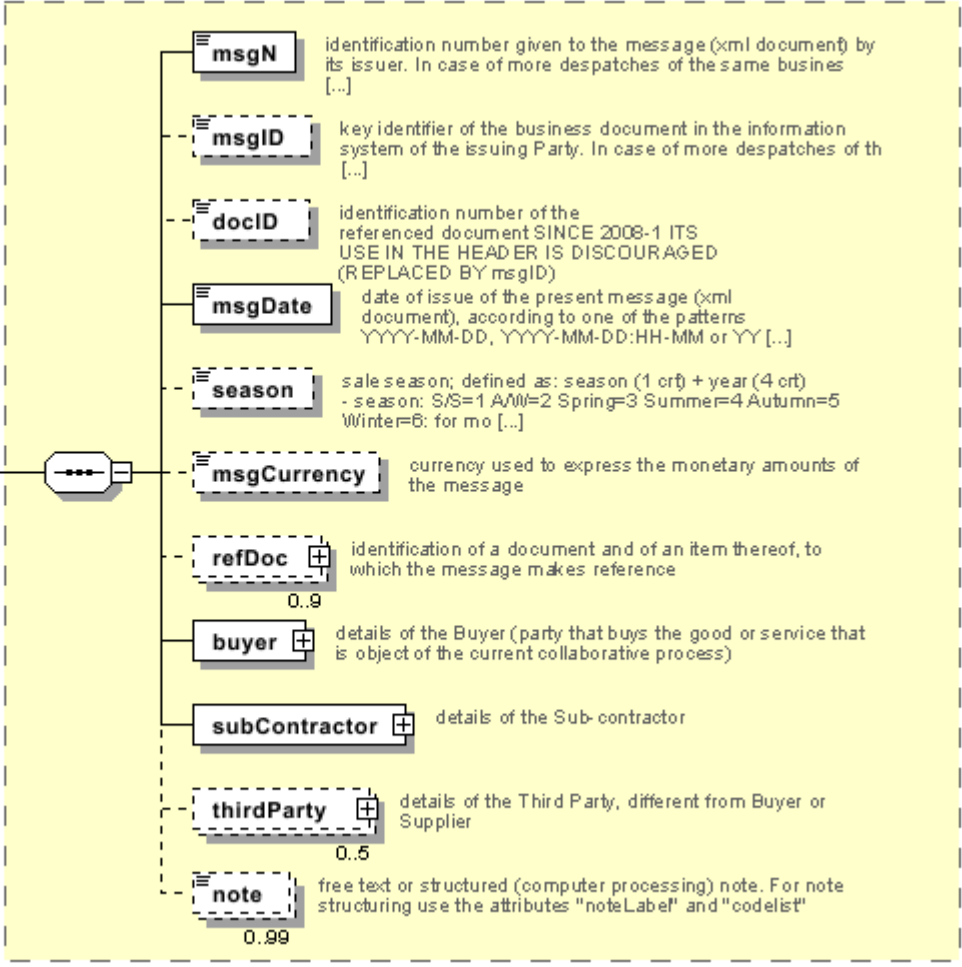 msgN
identification number given to the message (xml document) by
its issuer. In case of more despatches of the same busines
[...]
msgID
key identifier of the business document in the information
system of the issuing Party. In case of more despatches of th
[...]
docID
identification number of the
referenced document SINCE 2008-1 ITS
USE IN THE HEADER IS DISCOURAGED
(REPLACED BY msgID)
msgDate
date of issue of the present message (xml
document), according to one of the patterns
YYYY-MM-DD, YYYY-MM-DD:HH-MM or YY [...]
season
sale season; defined as: season (1 crt) + year (4 crt)
- season: S/S=1 A/W=2 Spring=3 Summer=4 Autumn=5
Winter=6: for mo [...]
msgCurrency
currency used to express the monetary amounts of
the message
refDoc
identification of a document and of an item thereof, to
which the message makes reference
0..9
buyer
details of the Buyer (party that buys the good or service that
is object of the current collaborative process)
subContractor
details of the Sub-contractor
thirdParty
details of the Third Party, different from Buyer or
Supplier
0..5
note
free text or structured (computer processing) note. For note
structuring use the attributes "noteLabel" and "codelist"
0..99